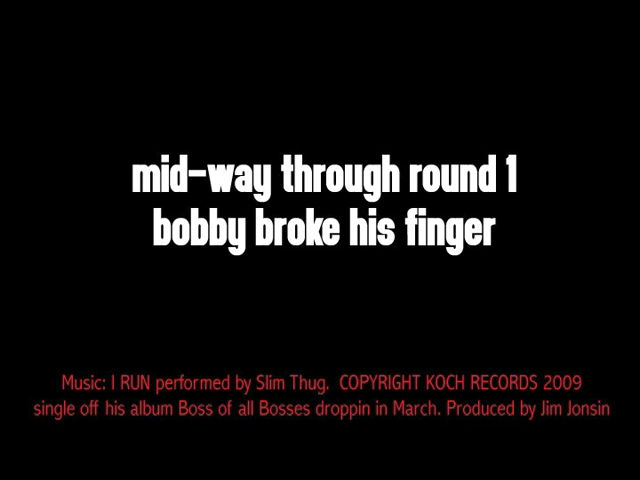 mid-way through round 1
bobby broke his finger
Music: I RUN performed by Slim Thug. COPYRIGHT KOCH RECORDS 2009
single off his album Boss of all Bosses droppin in March. Produced by Jim Jonsin